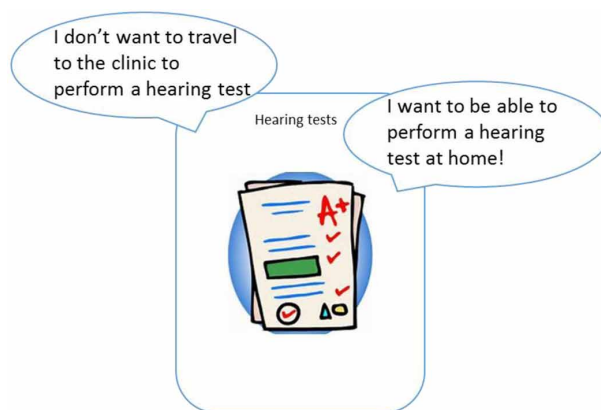 I don’t want to travel
to the clinic to
perform a hearing test
Hearing tests
I want to be able to
perform a hearing
test at home!
A+